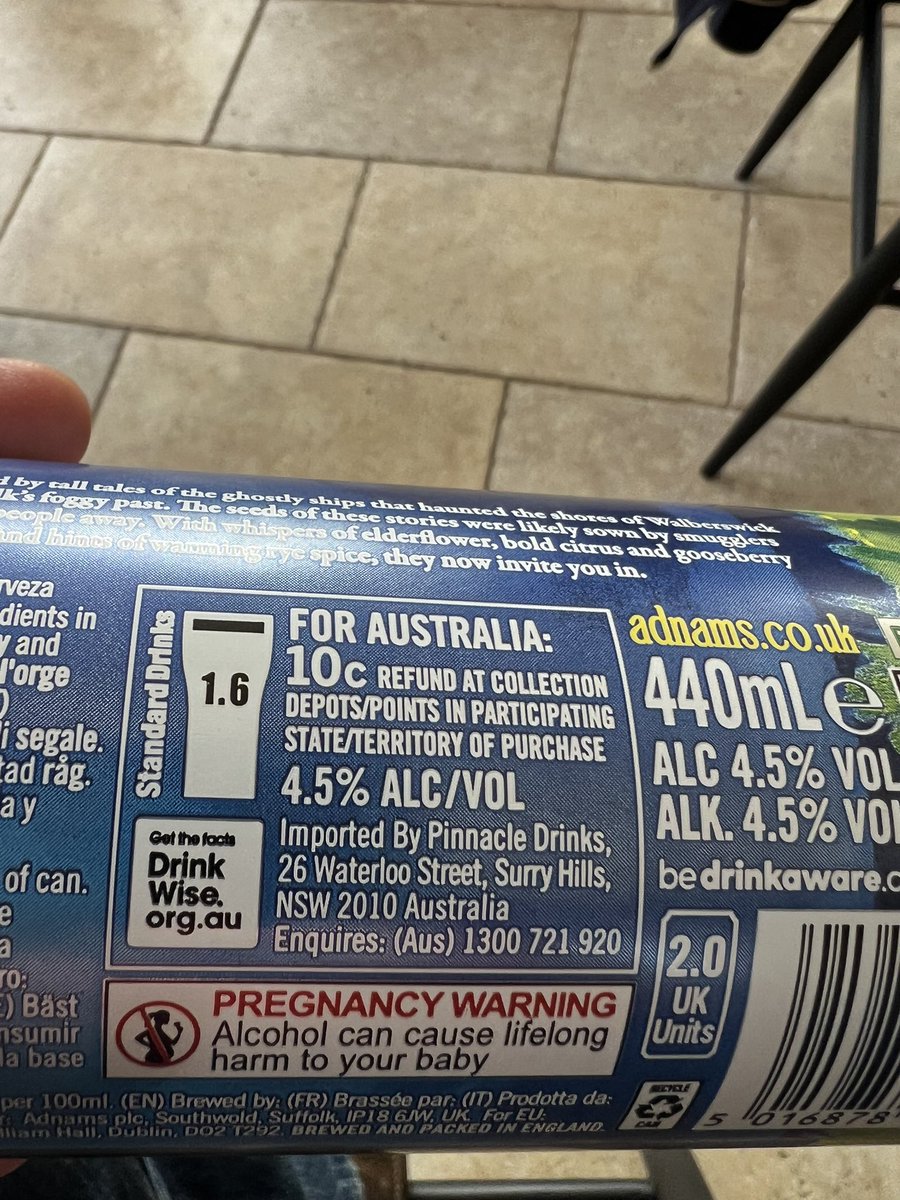 by tall tales of the ghostly ships that haunted the shores of Walberswick
lk's foggy past. The seeds of these stories were likely sown by smugglers
people away. With whispers of elderflower, bold citrus and gooseberry
and hints of warming rye spice, they now invite you in.
rveza
dients in
y and
l'orge
)
i segale.
tad råg.
a y
of can.
e
a
ro:
E) Bäst
nsumir
la base
Standard Drinks
1.6
FOR AUSTRALIA:
10c REFUND AT COLLECTION
DEPOTS/POINTS IN PARTICIPATING
STATE/TERRITORY OF PURCHASE
4.5% ALC/VOL
Get the facts
Drink
Wise.
org.au
Imported By Pinnacle Drinks,
26 Waterloo Street, Surry Hills,
NSW 2010 Australia
Enquires: (Aus) 1300 721 920
PREGNANCY WARNING
Alcohol can cause lifelong
harm to your baby
adnams.co.uk
440mL e
ALC 4.5% VOL
ALK. 4.5% VOL
bedrinkaware.c
2.0
UK
Units
RECYCLE
CAN
5 016878
per 100ml. (EN) Brewed by: (FR) Brassée par: (IT) Prodotta da:
Adnams plc, Southwold, Suffolk, IP18 6JW, UK. For EU:
lliam Hall, Dublin, D02 T292. BREWED AND PACKED IN ENGLAND.